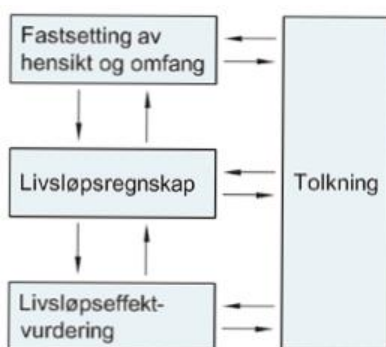 Fastsetting av
hensikt og omfang
Livsløpsregnskap
Tolkning
Livsløpseffekt-
vurdering